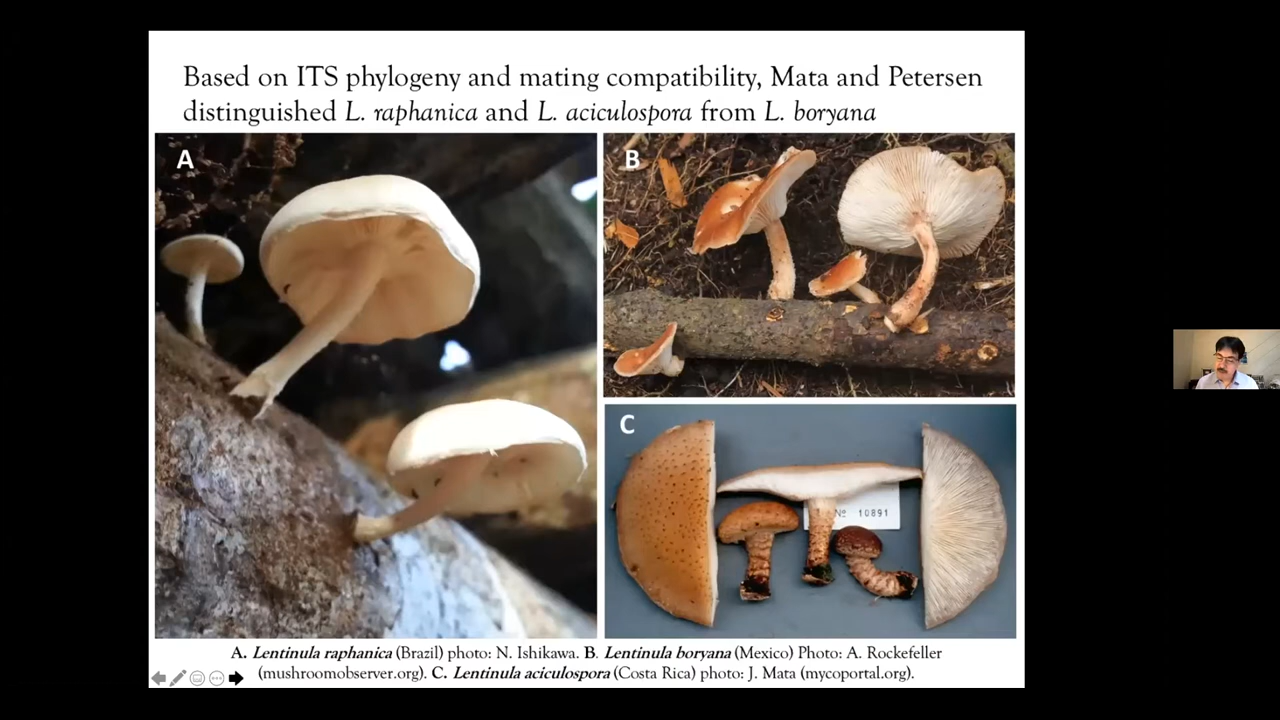 Based on ITS phylogeny and mating compatibility, Mata and Petersen
distinguished L. raphanica and L. aciculospora from L. boryana
A
B
C
Nº 10891
A. Lentinula raphanica (Brazil) photo: N. Ishikawa. B. Lentinula boryana (Mexico) Photo: A. Rockefeller
(mushroomobserver.org). C. Lentinula aciculospora (Costa Rica) photo: J. Mata (mycoportal.org).